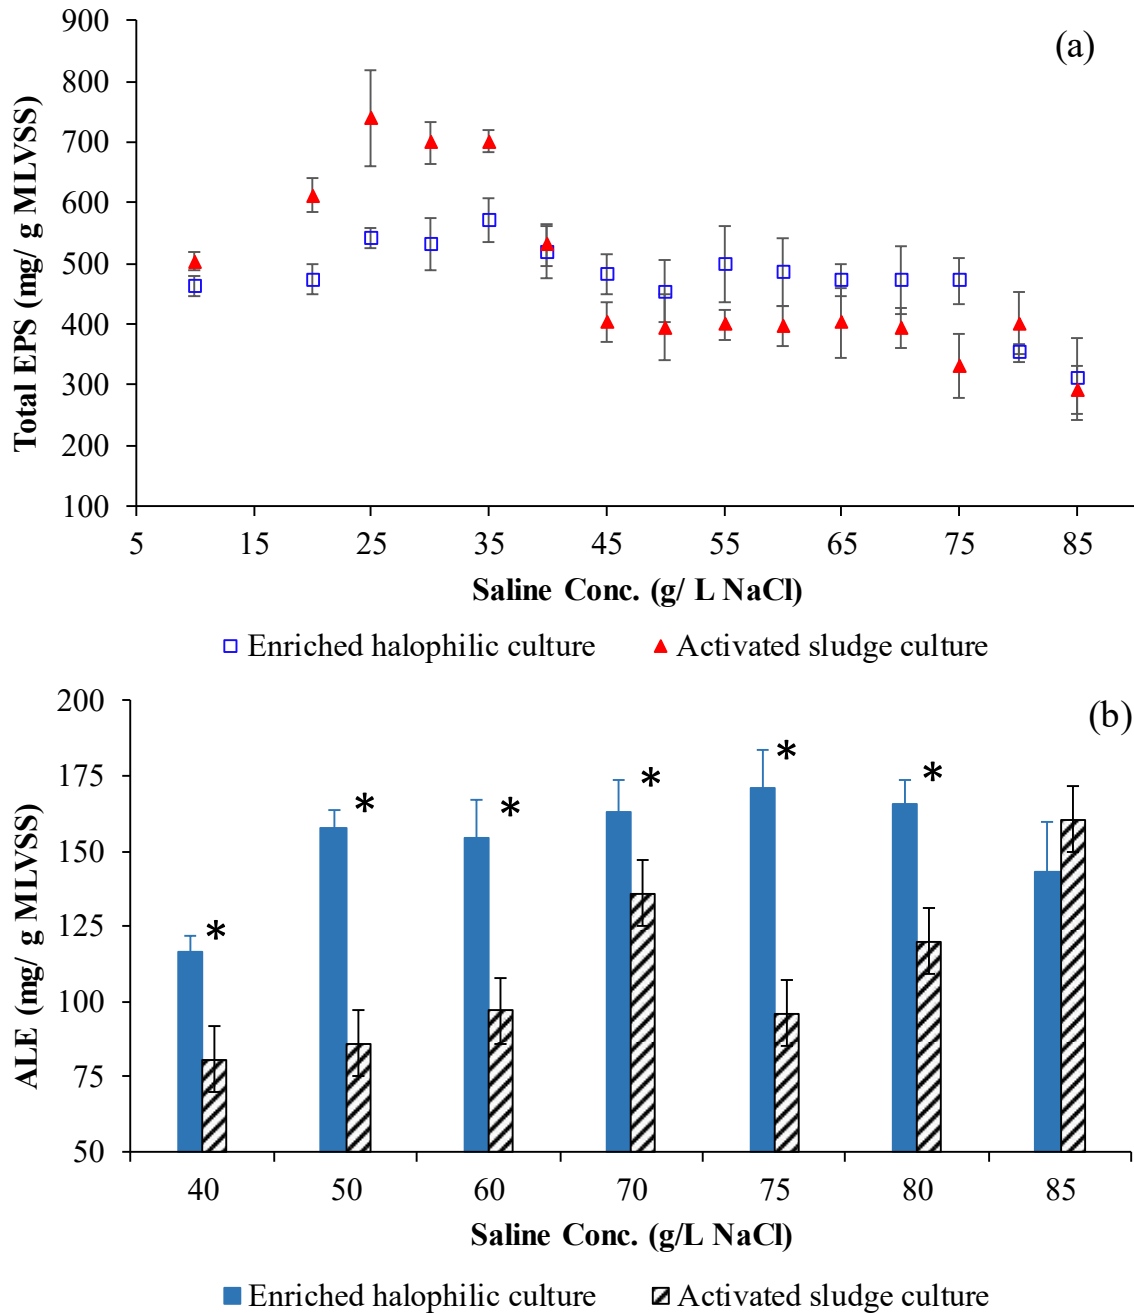 (a)
Total EPS (mg/ g MLVSS)
900
800
700
600
500
400
300
200
100
5 15 25 35 45 55 65 75 85
Saline Conc. (g/ L NaCl)
Enriched halophilic culture Activated sludge culture
(b)
ALE (mg/ g MLVSS)
200
175
150
125
100
75
50
* * * * * *
40 50 60 70 75 80 85
Saline Conc. (g/L NaCl)
Enriched halophilic culture Activated sludge culture